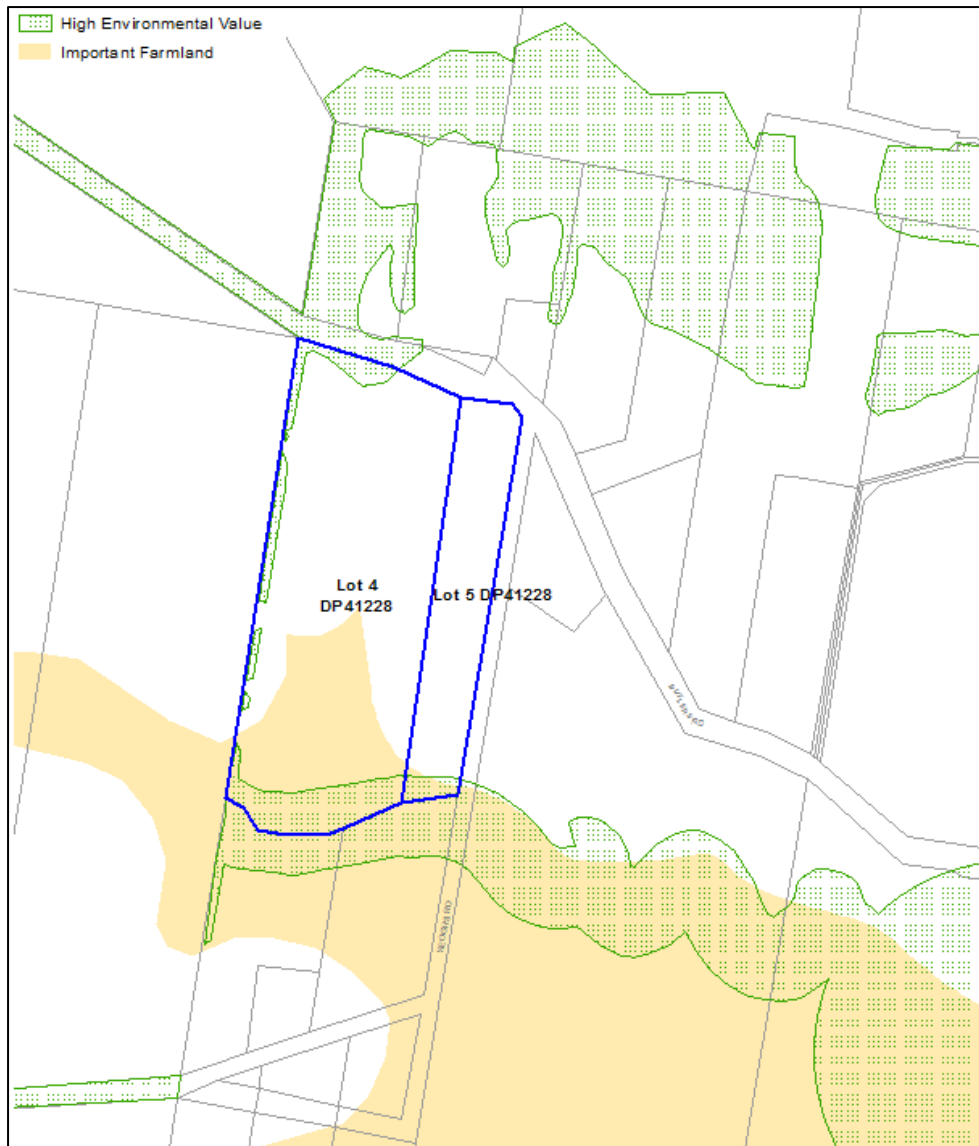 High Environmental Value
Important Farmland
Lot 4
DP41228
Lot 5 DP41228